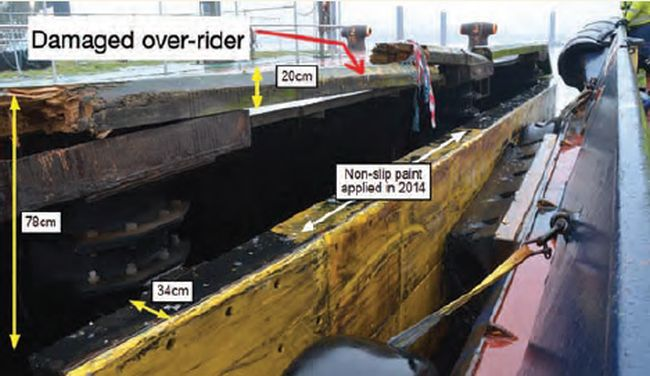 Damaged over-rider
20cm
Non-slip paint
applied in 2014
78cm
34cm